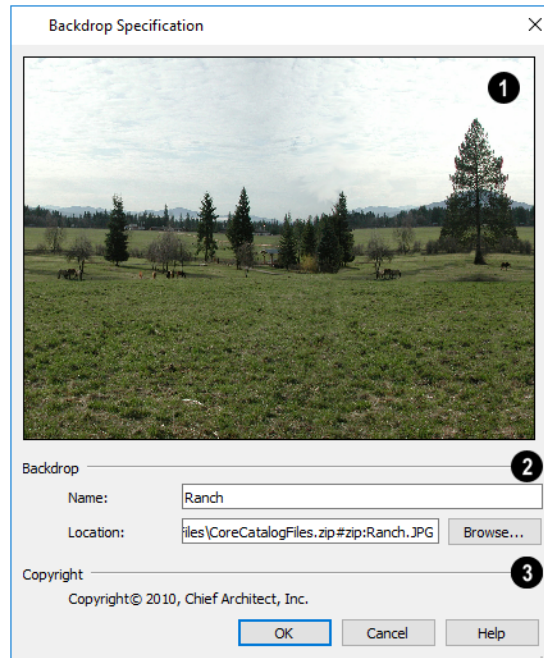 Backdrop Specification
1
Backdrop
2
Name:
Ranch
Location:
iles\CoreCatalogFiles.zip#zip:Ranch.JPG
Browse...
Copyright
3
Copyright© 2010, Chief Architect, Inc.
OK
Cancel
Help